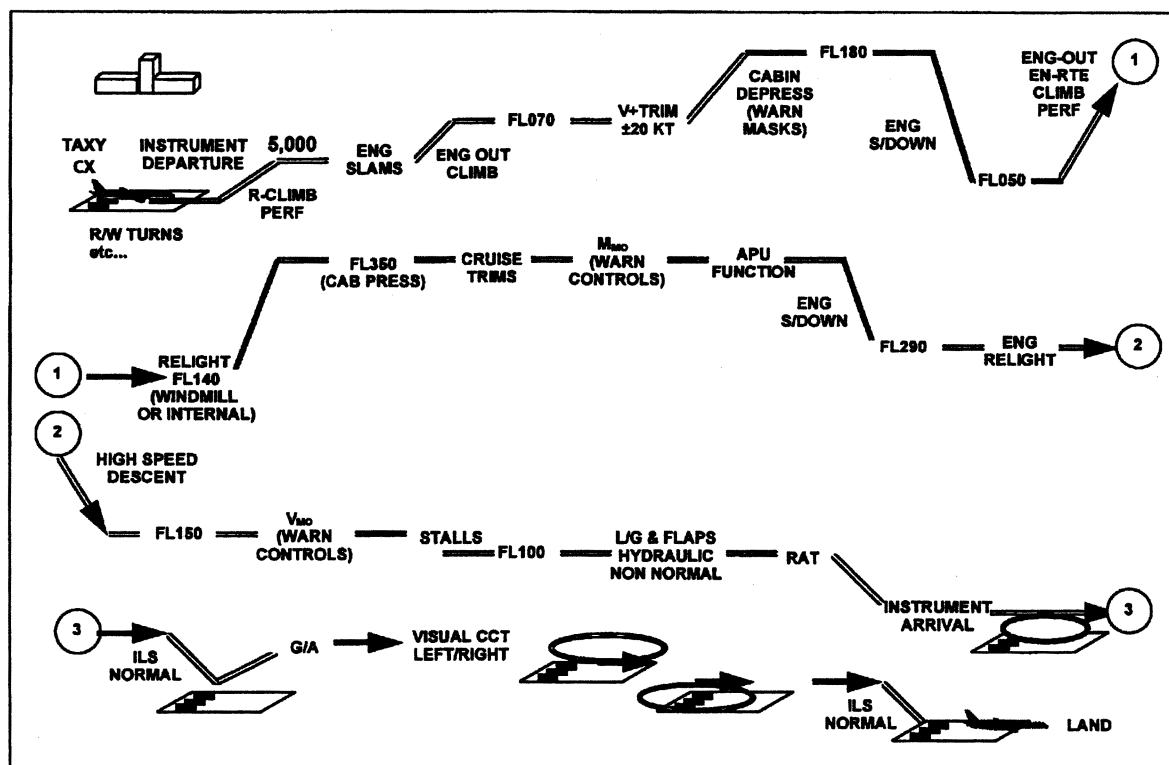 TAXY
CX
R/W TURNS
etc...
INSTRUMENT
DEPARTURE
R-CLIMB
PERF
5,000
ENG
SLAMS
ENG OUT
CLIMB
FL070
V+TRIM
±20 KT
CABIN
DEPRESS
(WARN
MASKS)
FL180
ENG
S/DOWN
FL050
ENG-OUT
EN-RTE
CLIMB
PERF
1
1
RELIGHT
FL140
(WINDMILL
OR INTERNAL)
FL350
(CAB PRESS)
CRUISE
TRIMS
MMO
(WARN
CONTROLS)
APU
FUNCTION
ENG
S/DOWN
FL290
ENG
RELIGHT
2
2
HIGH SPEED
DESCENT
FL150
VMO
(WARN
CONTROLS)
STALLS
FL100
L/G & FLAPS
HYDRAULIC
NON NORMAL
RAT
INSTRUMENT
ARRIVAL
3
3
ILS
NORMAL
G/A
VISUAL CCT
LEFT/RIGHT
ILS
NORMAL
LAND